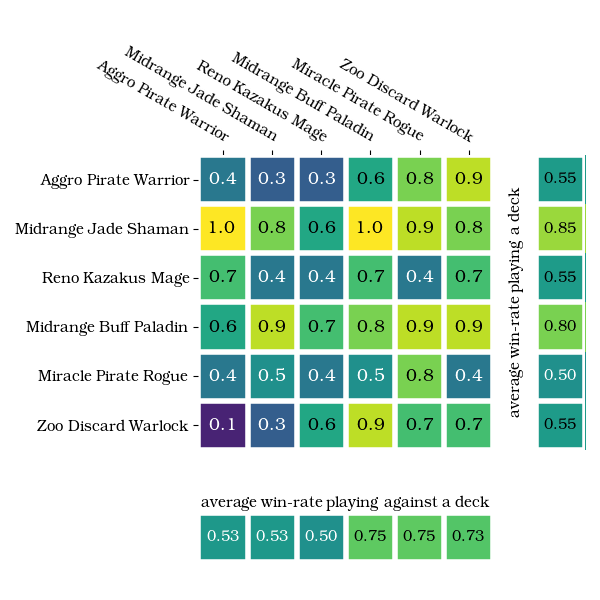 Aggro Pirate Warrior
Midrange Jade Shaman
Reno Kazakus Mage
Midrange Buff Paladin
Miracle Pirate Rogue
Zoo Discard Warlock
Aggro Pirate Warrior 0.4 0.3 0.3 0.6 0.8 0.9 0.55
Midrange Jade Shaman 1.0 0.8 0.6 1.0 0.9 0.8 0.85
Reno Kazakus Mage 0.7 0.4 0.4 0.7 0.4 0.7 0.55
Midrange Buff Paladin 0.6 0.9 0.7 0.8 0.9 0.9 0.80
Miracle Pirate Rogue 0.4 0.5 0.4 0.5 0.8 0.4 0.50
Zoo Discard Warlock 0.1 0.3 0.6 0.9 0.7 0.7 0.55
average win-rate playing a deck
average win-rate playing against a deck
0.53 0.53 0.50 0.75 0.75 0.73